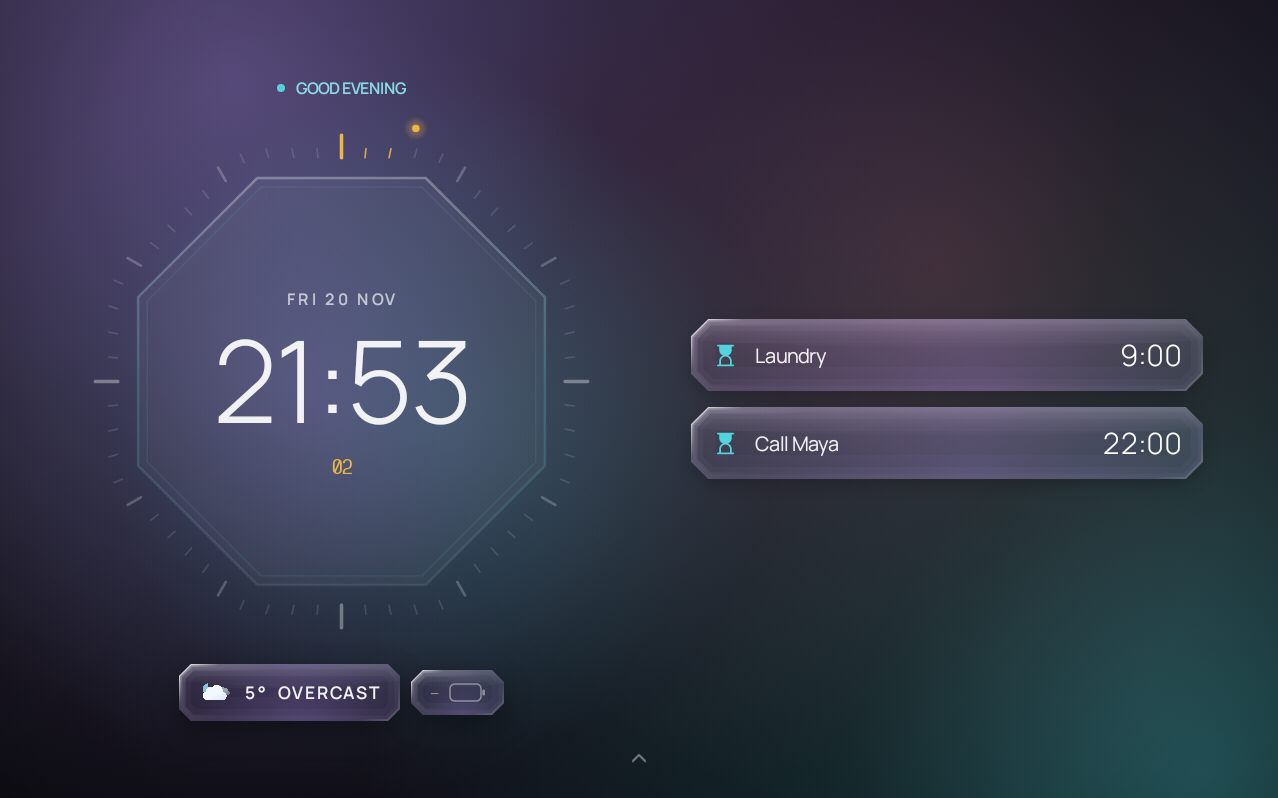 GOOD EVENING
FRI 20 NOV
21:53
02
Laundry 9:00
Call Maya 22:00
5° OVERCAST
–